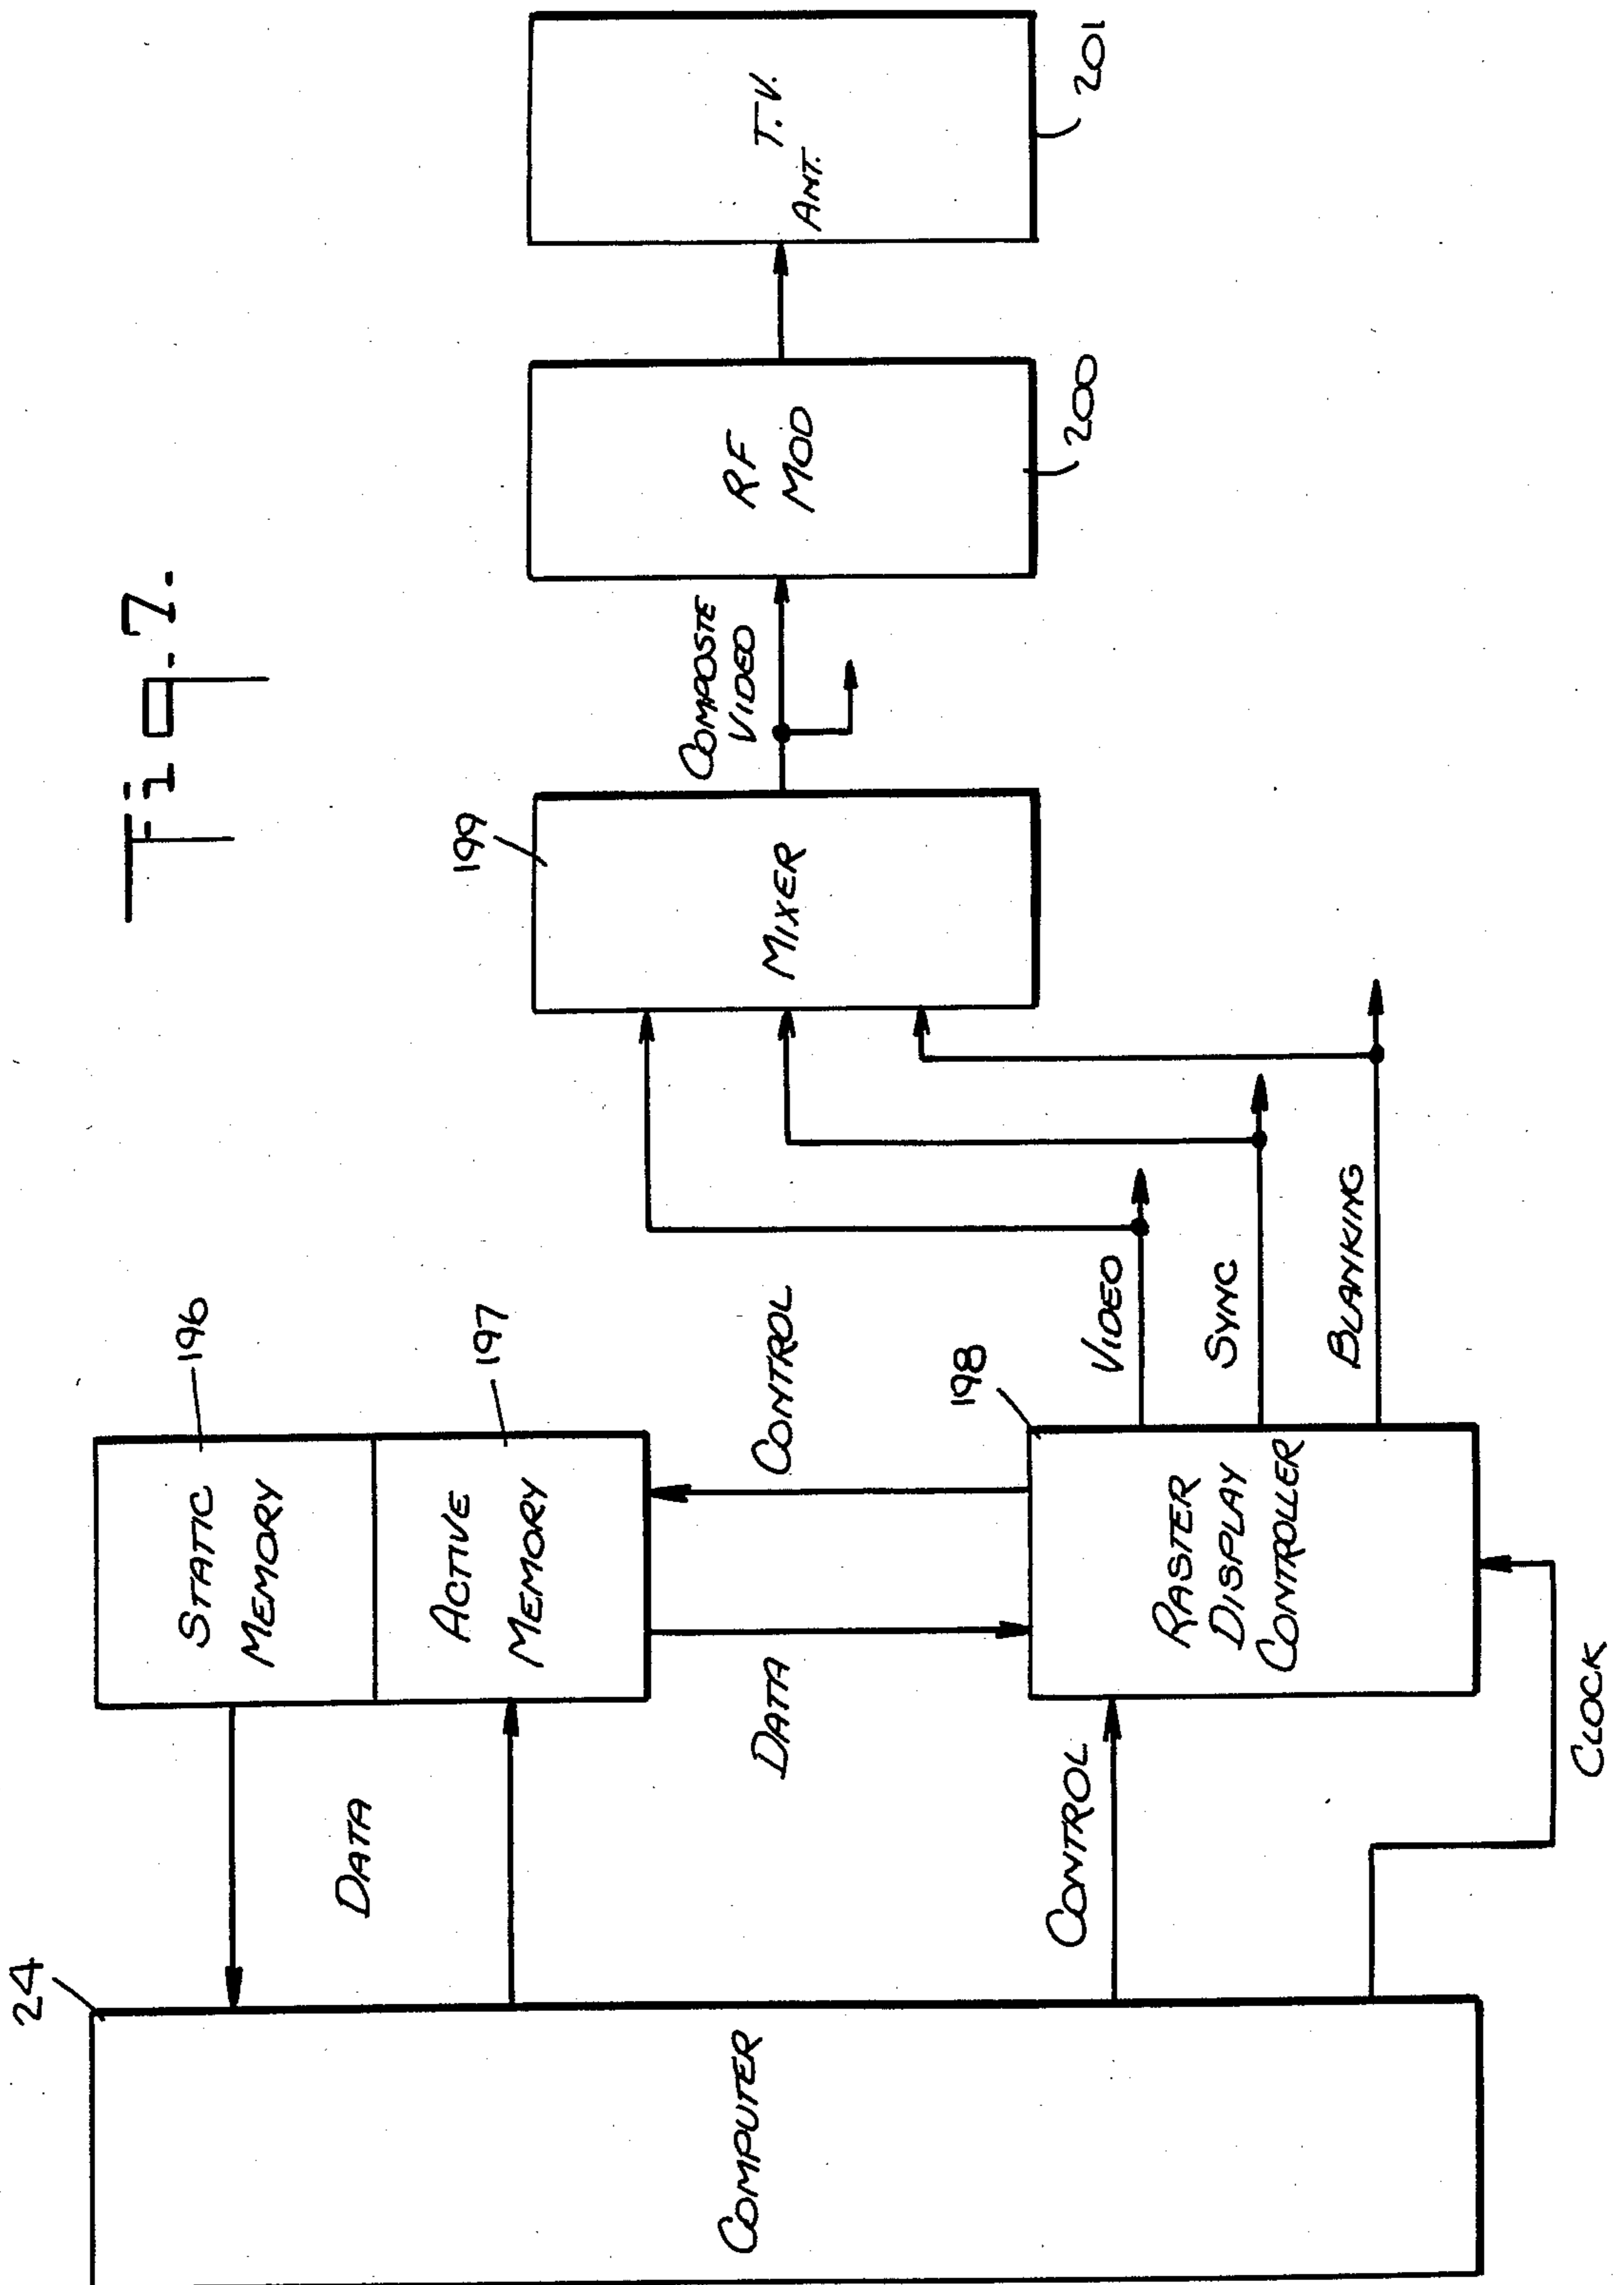 Fig. 7.
24
COMPUTER
DATA
STATIC
MEMORY
196
ACTIVE
MEMORY
197
DATA
CONTROL
CONTROL
CLOCK
RASTER
DISPLAY
CONTROLLER
198
VIDEO
SYNC
BLANKING
199
MIXER
COMPOSTE
VIDEO
RF
MOD
200
T.V.
ANT.
201